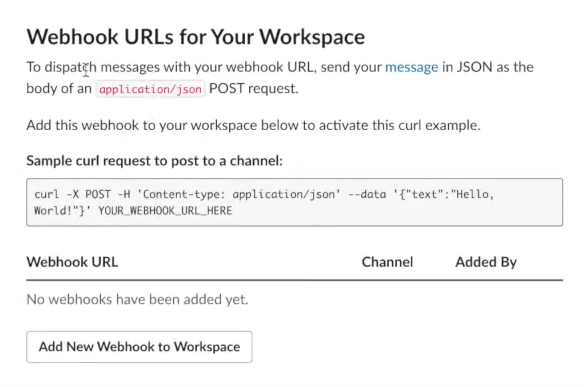 Webhook URLs for Your Workspace
To dispatch messages with your webhook URL, send your message in JSON as the
body of an application/json POST request.
Add this webhook to your workspace below to activate this curl example.
Sample curl request to post to a channel:
curl -X POST -H 'Content-type: application/json' --data '{"text":"Hello,
World!"}' YOUR_WEBHOOK_URL_HERE
Webhook URL Channel Added By
No webhooks have been added yet.
Add New Webhook to Workspace